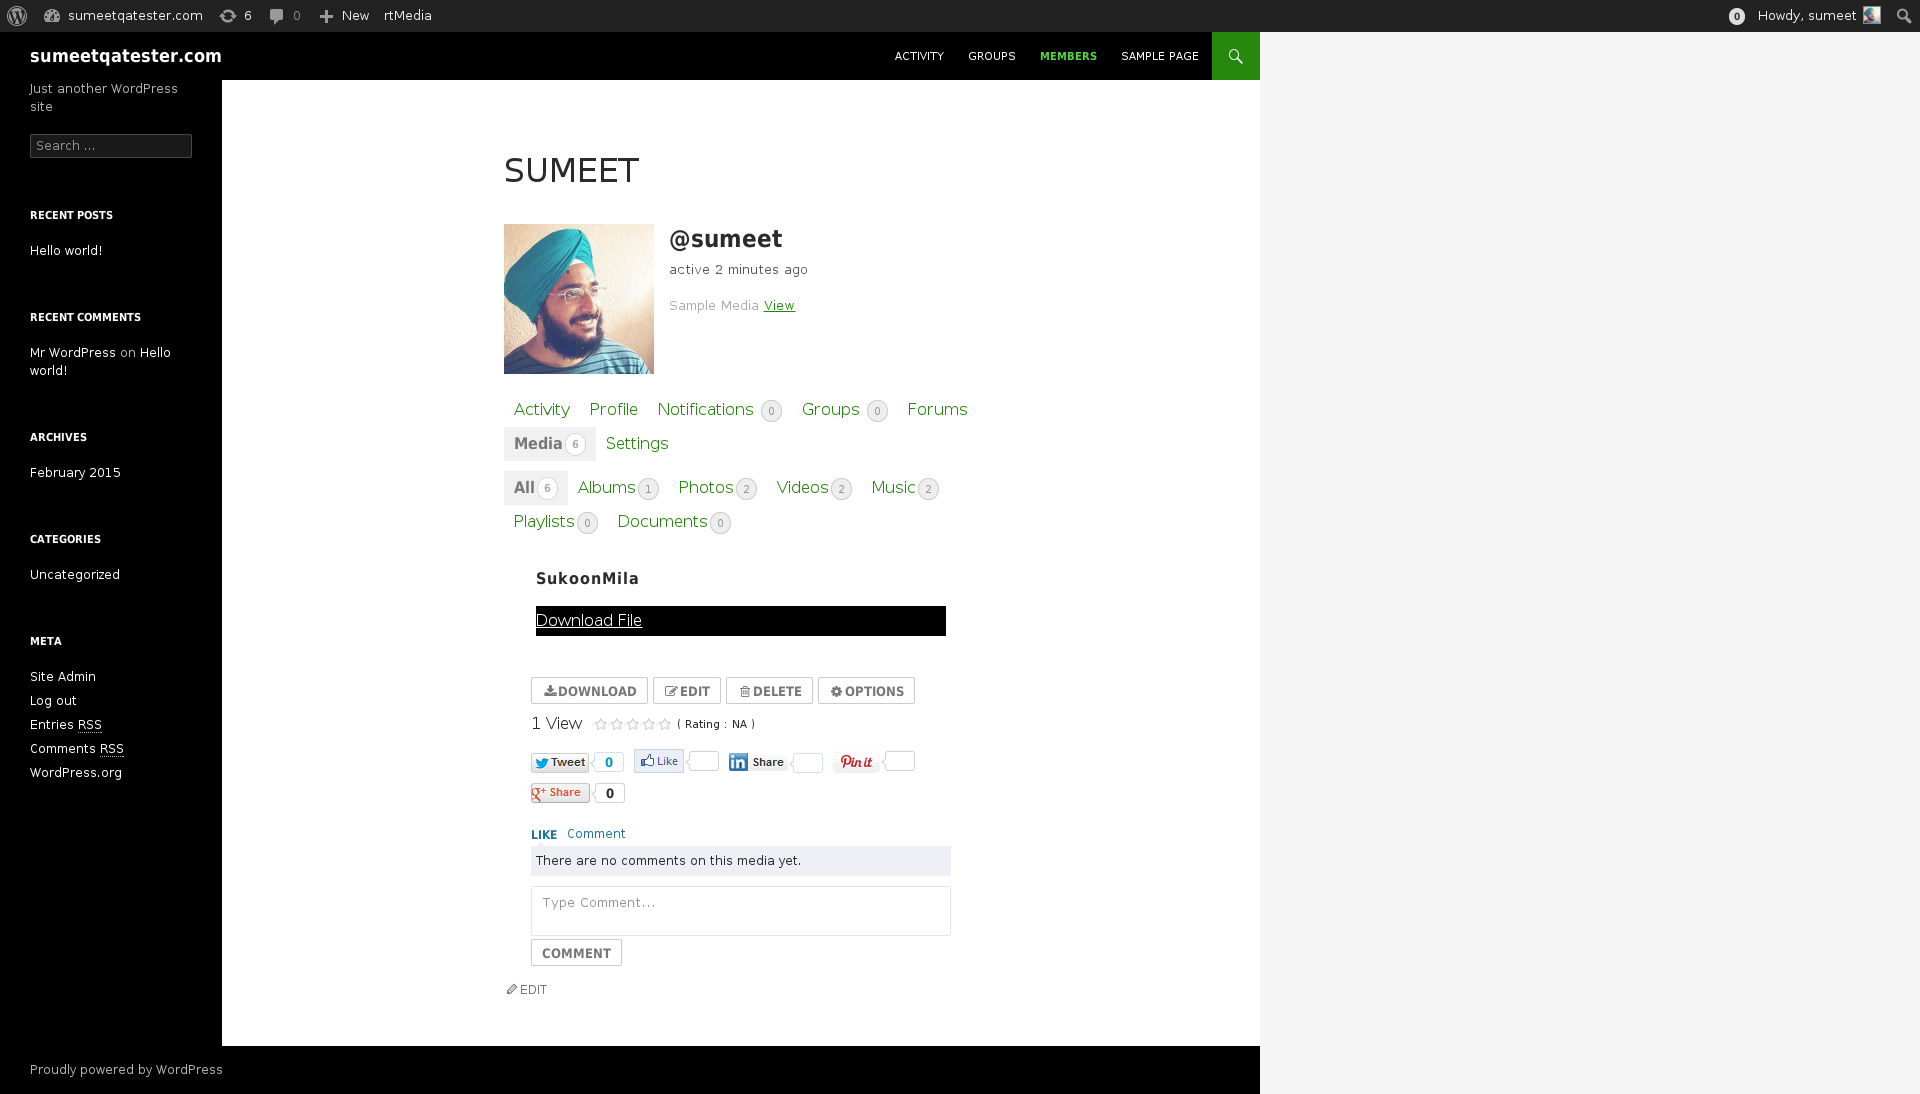 sumeetqatester.com 6 0 New rtMedia 0 Howdy, sumeet
sumeetqatester.com ACTIVITY GROUPS MEMBERS SAMPLE PAGE
Just another WordPress
site
Search ...
RECENT POSTS
Hello world!
RECENT COMMENTS
Mr WordPress on Hello
world!
ARCHIVES
February 2015
CATEGORIES
Uncategorized
META
Site Admin
Log out
Entries RSS
Comments RSS
WordPress.org
SUMEET
@sumeet
active 2 minutes ago
Sample Media View
Activity Profile Notifications 0 Groups 0 Forums
Media 6 Settings
All 6 Albums 1 Photos 2 Videos 2 Music 2
Playlists 0 Documents 0
SukoonMila
Download File
DOWNLOAD EDIT DELETE OPTIONS
1 View ( Rating : NA )
Tweet 0 Like in Share Pin it
g+ Share 0
LIKE Comment
There are no comments on this media yet.
Type Comment...
COMMENT
EDIT
Proudly powered by WordPress